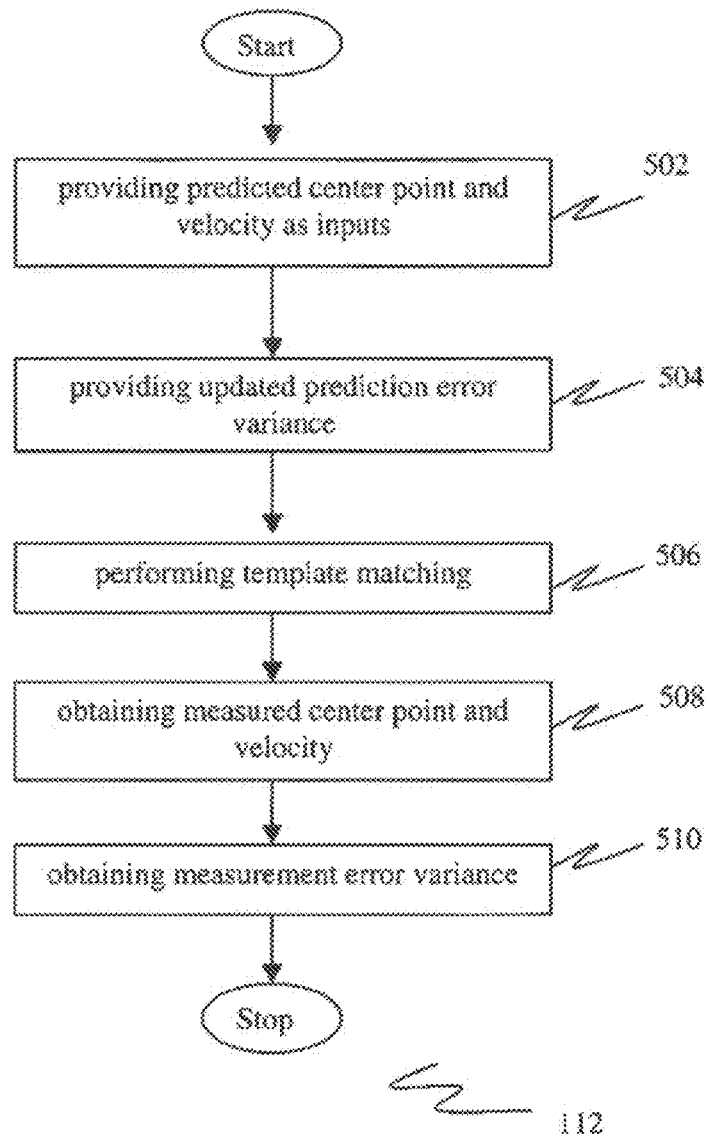 Start
providing predicted center point and
velocity as inputs
502
providing updated prediction error
variance
504
performing template matching
506
obtaining measured center point and
velocity
508
obtaining measurement error variance
510
Stop
112